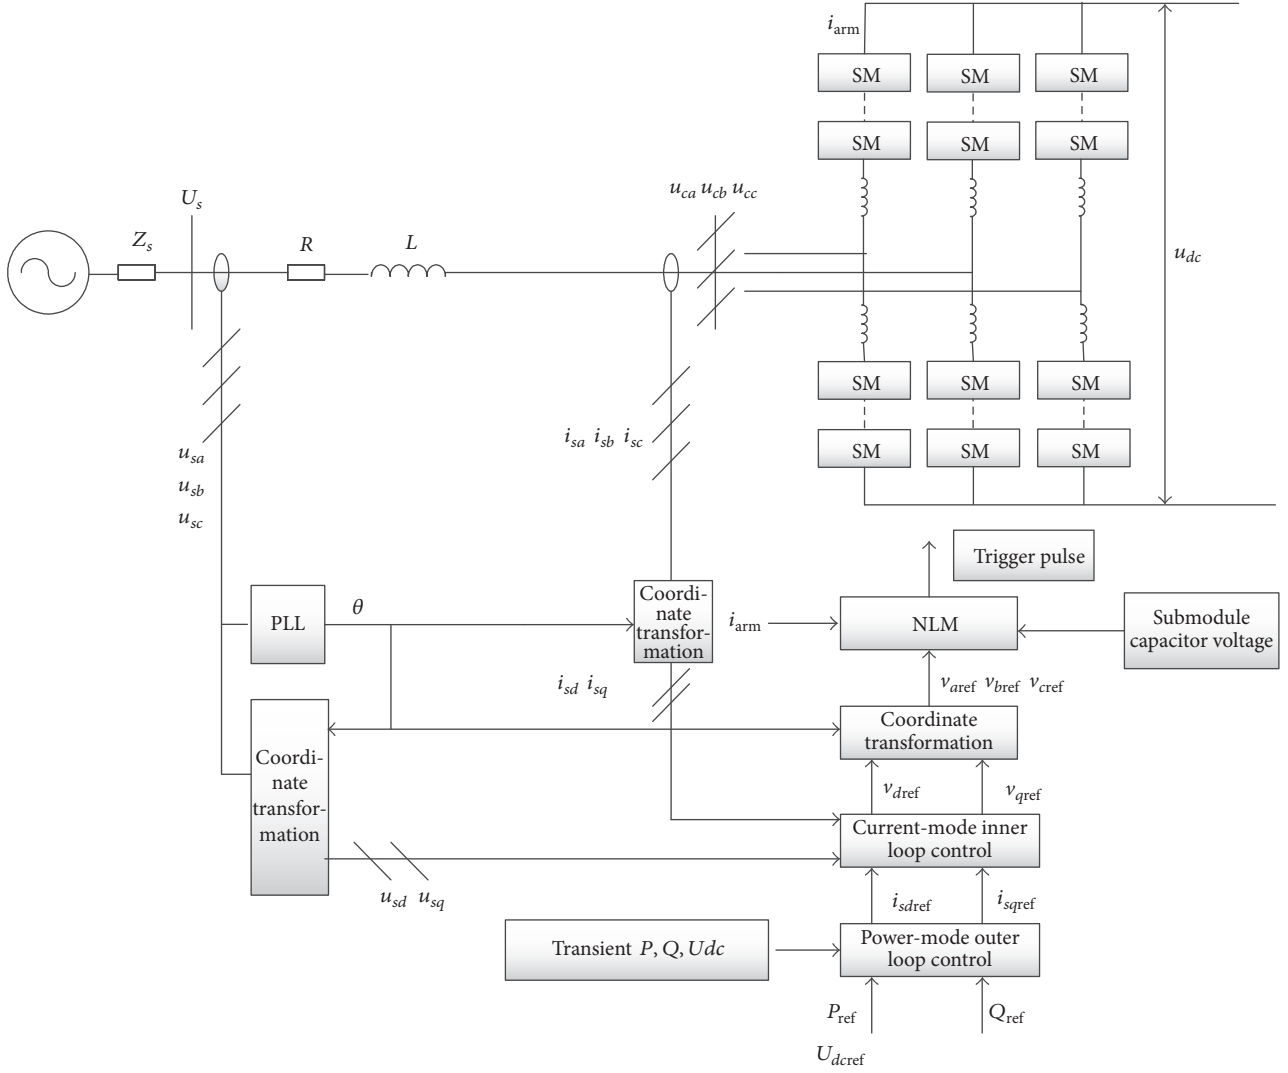 i_arm
SM SM SM
SM SM SM
u_ca u_cb u_cc
U_s
Z_s
R
L
u_dc
SM SM SM
SM SM SM
i_sa i_sb i_sc
u_sa
u_sb
u_sc
Trigger pulse
PLL
θ
Coordi-
nate
transfor-
mation
i_arm
NLM
Submodule
capacitor voltage
i_sd i_sq
v_aref v_bref v_cref
Coordinate
transformation
Coordi-
nate
transfor-
mation
v_dref
v_qref
Current-mode inner
loop control
u_sd u_sq
i_sdref
i_sqref
Transient P, Q, Udc
Power-mode outer
loop control
P_ref
Q_ref
U_dcref